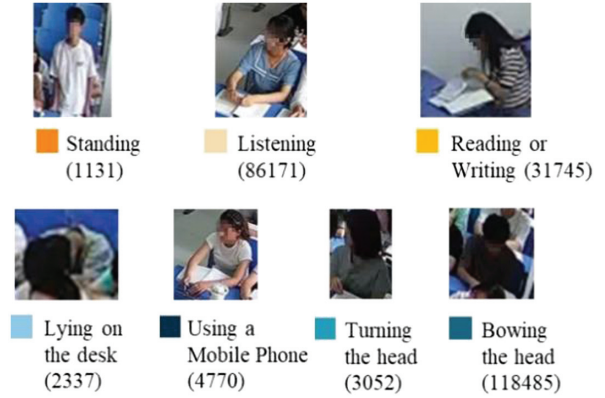 Standing
(1131)
Listening
(86171)
Reading or
Writing (31745)
Lying on
the desk
(2337)
Using a
Mobile Phone
(4770)
Turning
the head
(3052)
Bowing
the head
(118485)